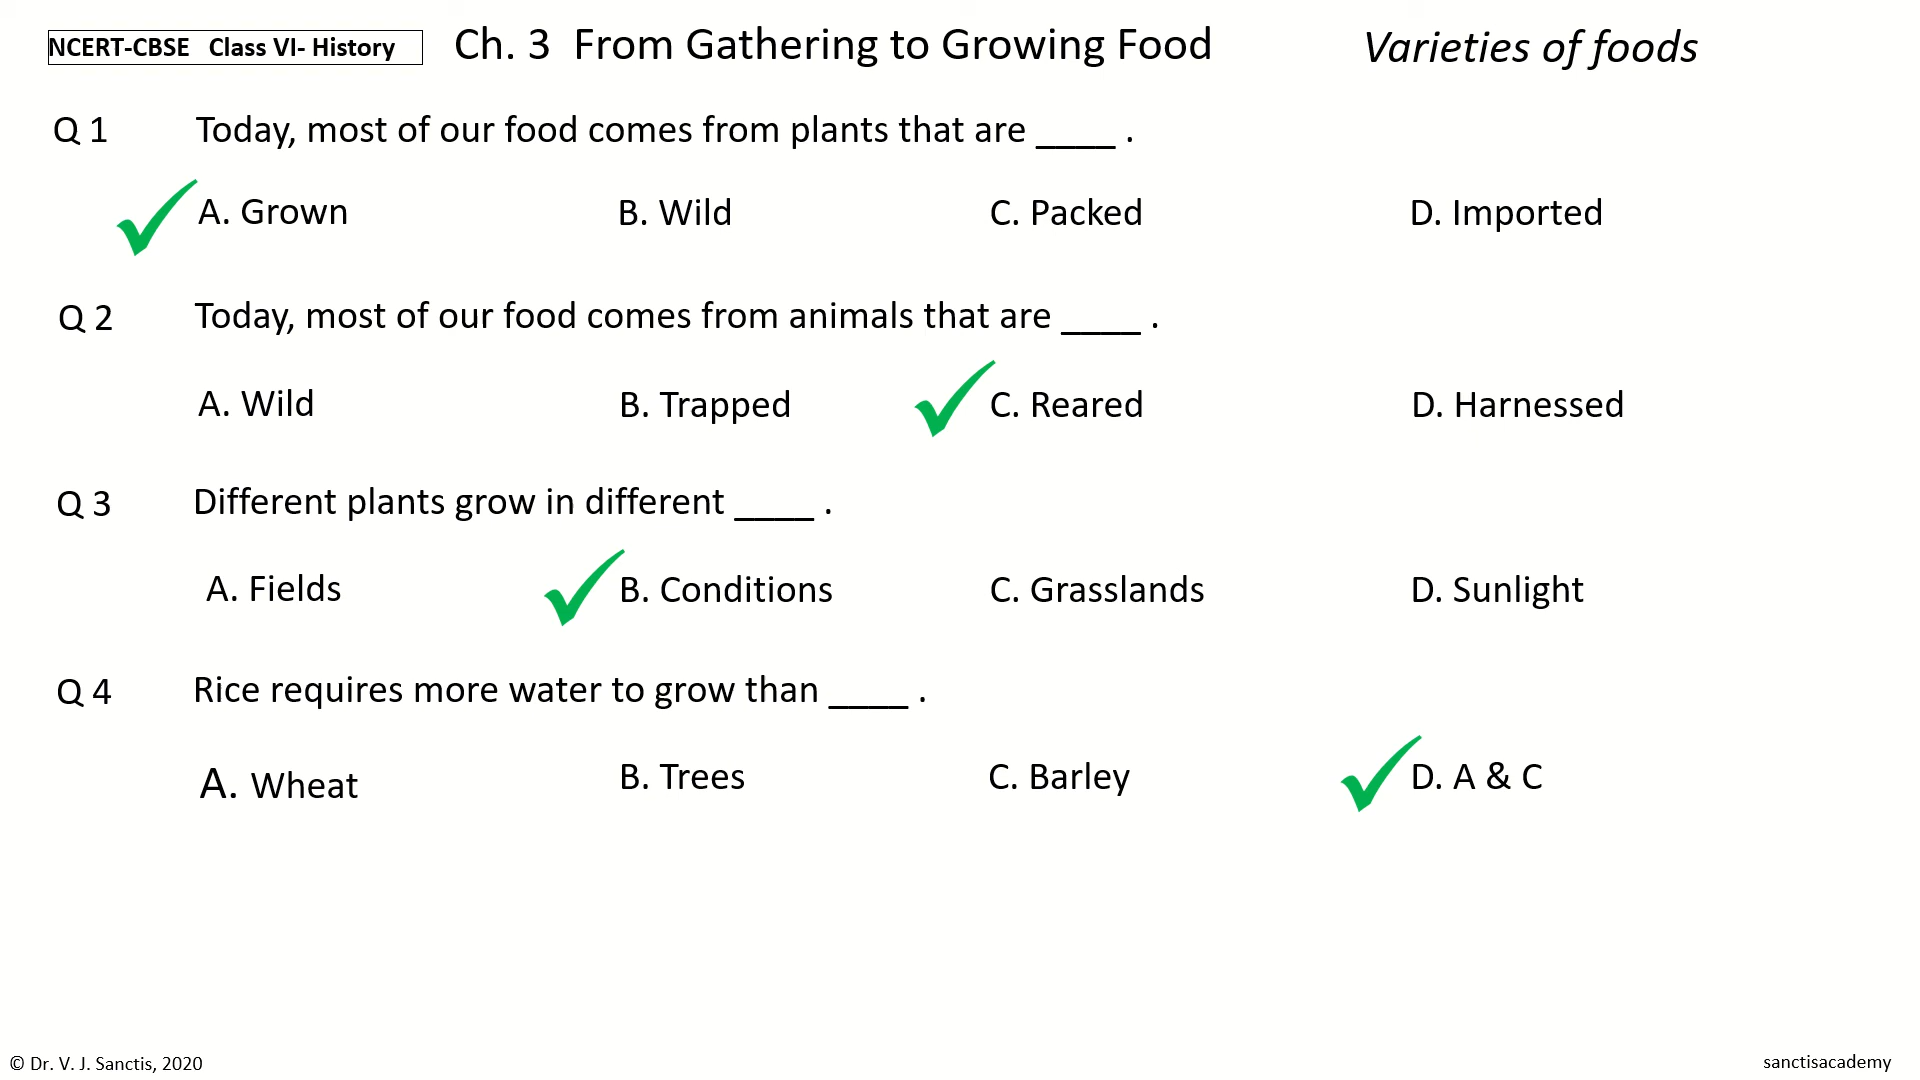 NCERT-CBSE Class VI- History Ch. 3 From Gathering to Growing Food Varieties of foods
Q 1 Today, most of our food comes from plants that are ____ .
A. Grown B. Wild C. Packed D. Imported
Q 2 Today, most of our food comes from animals that are ____ .
A. Wild B. Trapped C. Reared D. Harnessed
Q 3 Different plants grow in different ____ .
A. Fields B. Conditions C. Grasslands D. Sunlight
Q 4 Rice requires more water to grow than ____ .
A. Wheat B. Trees C. Barley D. A & C
© Dr. V. J. Sanctis, 2020 sanctisacademy